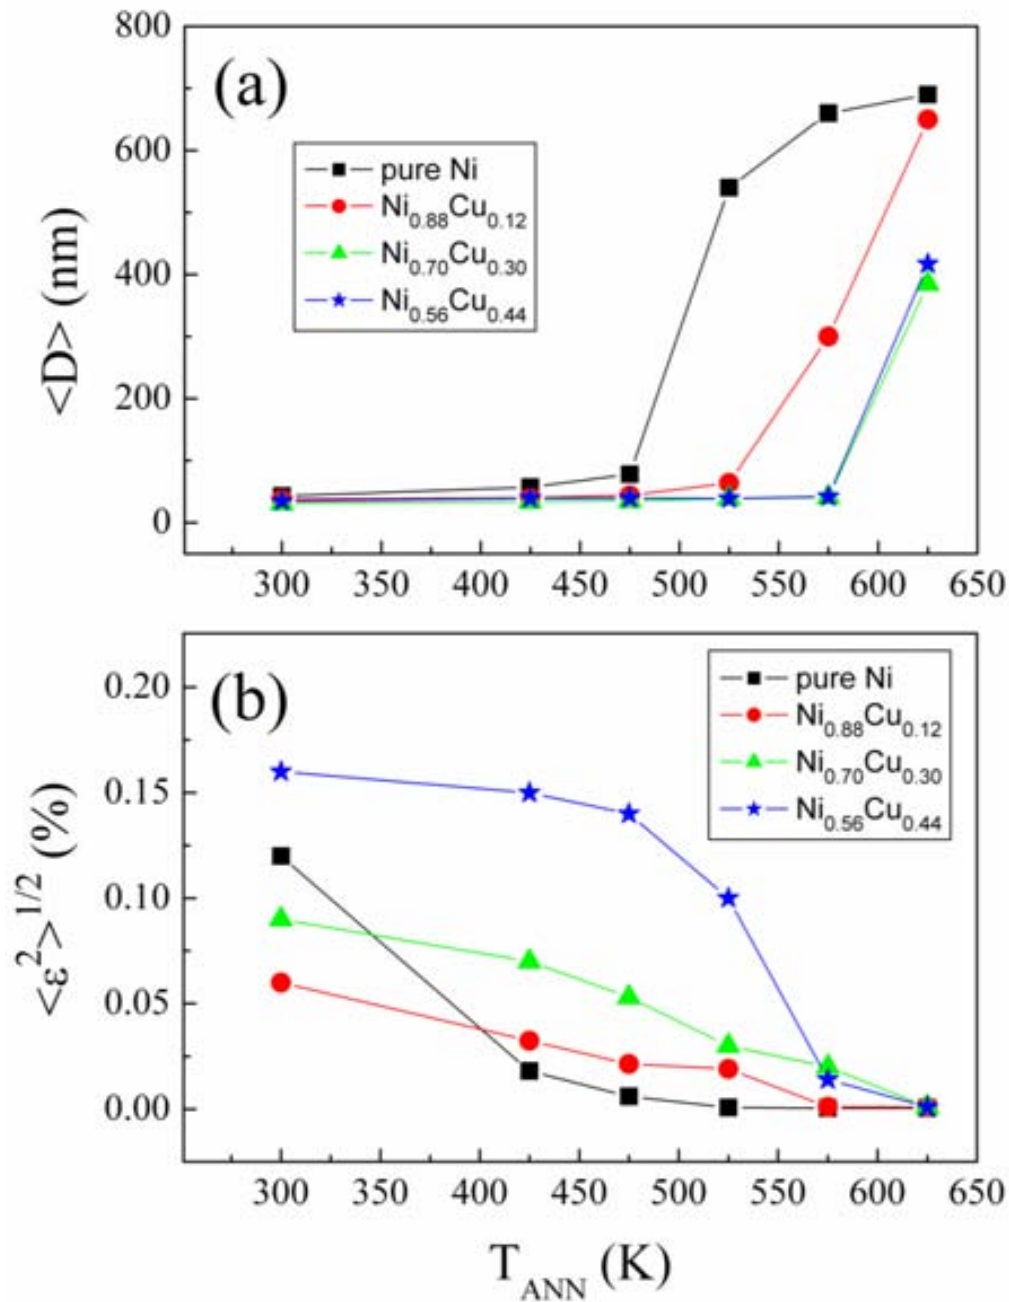 (a)
800
600
400
200
0
<D> (nm)
pure Ni
Ni0.88Cu0.12
Ni0.70Cu0.30
Ni0.56Cu0.44
300 350 400 450 500 550 600 650
(b)
0.20
0.15
0.10
0.05
0.00
<ε²>^1/2 (%)
pure Ni
Ni0.88Cu0.12
Ni0.70Cu0.30
Ni0.56Cu0.44
300 350 400 450 500 550 600 650
TANN (K)